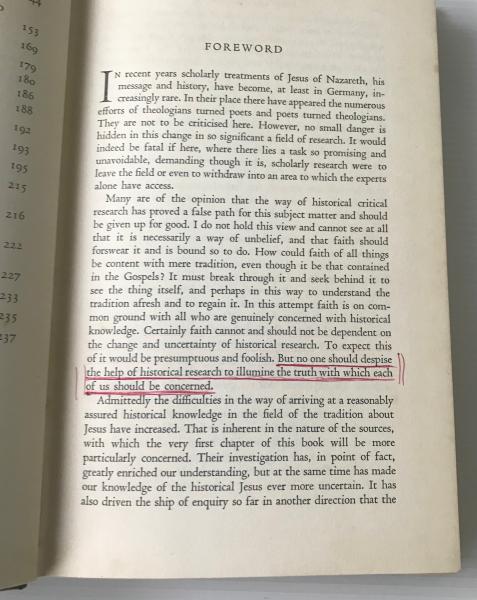 44
153
169
179
180
186
188
192
193
195
215
216
222
227
233
235
237
FOREWORD
IN recent years scholarly treatments of Jesus of Nazareth, his
message and history, have become, at least in Germany, in-
creasingly rare. In their place there have appeared the numerous
efforts of theologians turned poets and poets turned theologians.
They are not to be criticised here. However, no small danger is
hidden in this change in so significant a field of research. It would
indeed be fatal if here, where there lies a task so promising and
unavoidable, demanding though it is, scholarly research were to
leave the field or even to withdraw into an area to which the experts
alone have access.
Many are of the opinion that the way of historical critical
research has proved a false path for this subject matter and should
be given up for good. I do not hold this view and cannot see at all
that it is necessarily a way of unbelief, and that faith should
forswear it and is bound so to do. How could faith of all things
be content with mere tradition, even though it be that contained
in the Gospels? It must break through it and seek behind it to
see the thing itself, and perhaps in this way to understand the
tradition afresh and to regain it. In this attempt faith is on com-
mon ground with all who are genuinely concerned with historical
knowledge. Certainly faith cannot and should not be dependent on
the change and uncertainty of historical research. To expect this
of it would be presumptuous and foolish. But no one should despise
the help of historical research to illumine the truth with which each
of us should be concerned.
Admittedly the difficulties in the way of arriving at a reasonably
assured historical knowledge in the field of the tradition about
Jesus have increased. That is inherent in the nature of the sources,
with which the very first chapter of this book will be more
particularly concerned. Their investigation has, in point of fact,
greatly enriched our understanding, but at the same time has made
our knowledge of the historical Jesus ever more uncertain. It has
also driven the ship of enquiry so far in another direction that the